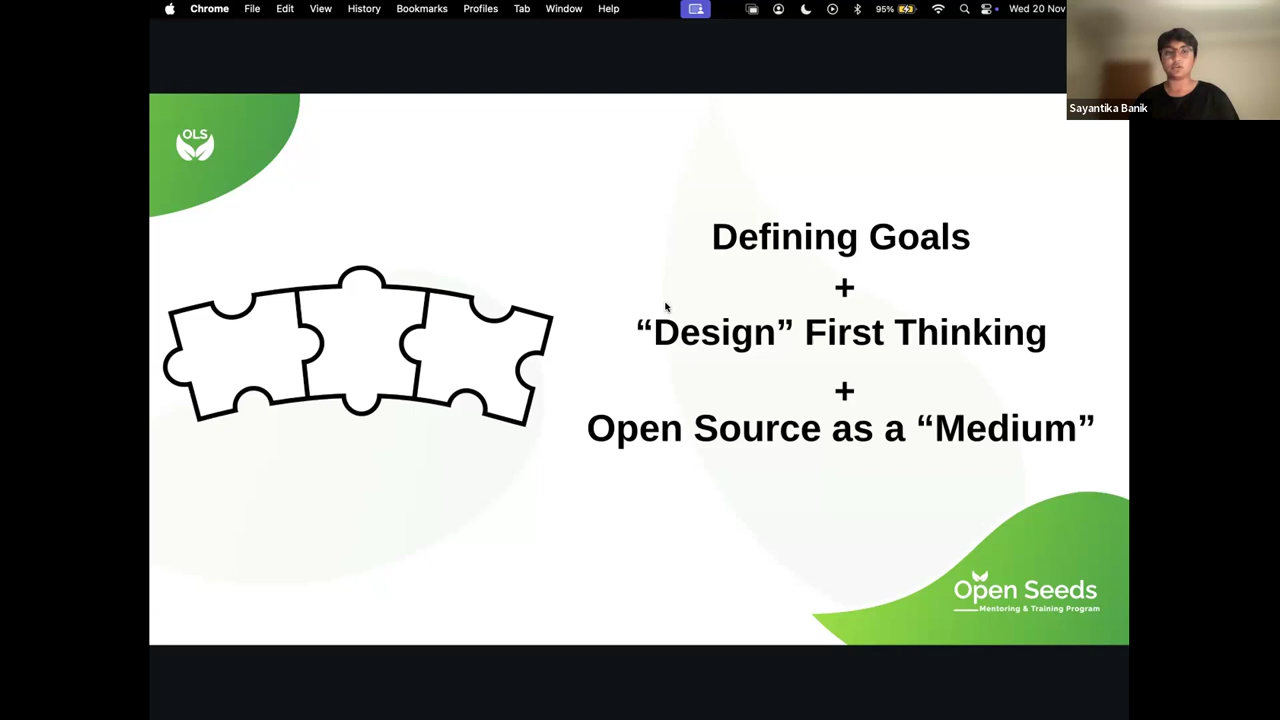 Chrome File Edit View History Bookmarks Profiles Tab Window Help 95% Wed 20 Nov
Sayantika Banik
OLS
Defining Goals
+
“Design” First Thinking
+
Open Source as a “Medium”
Open Seeds
Mentoring & Training Program